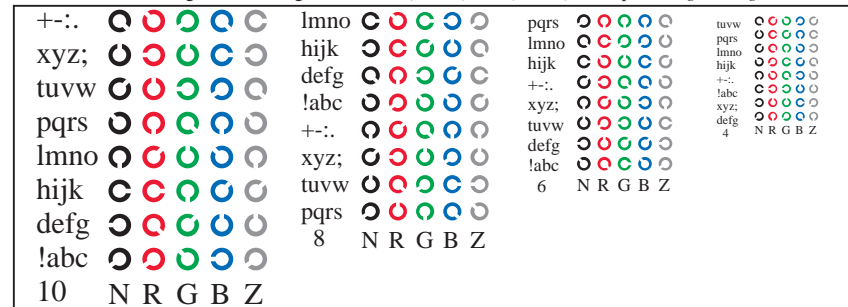 +-:.
xyz;
tuvw
pqrs
lmno
hijk
defg
!abc
10 N R G B Z
lmno
hijk
defg
!abc
+-:.
xyz;
tuvw
pqrs
8 N R G B Z
pqrs
lmno
hijk
+-:.
xyz;
tuvw
defg
!abc
6 N R G B Z
tuvw
pqrs
lmno
hijk
+-:.
!abc
xyz;
defg
4 N R G B Z